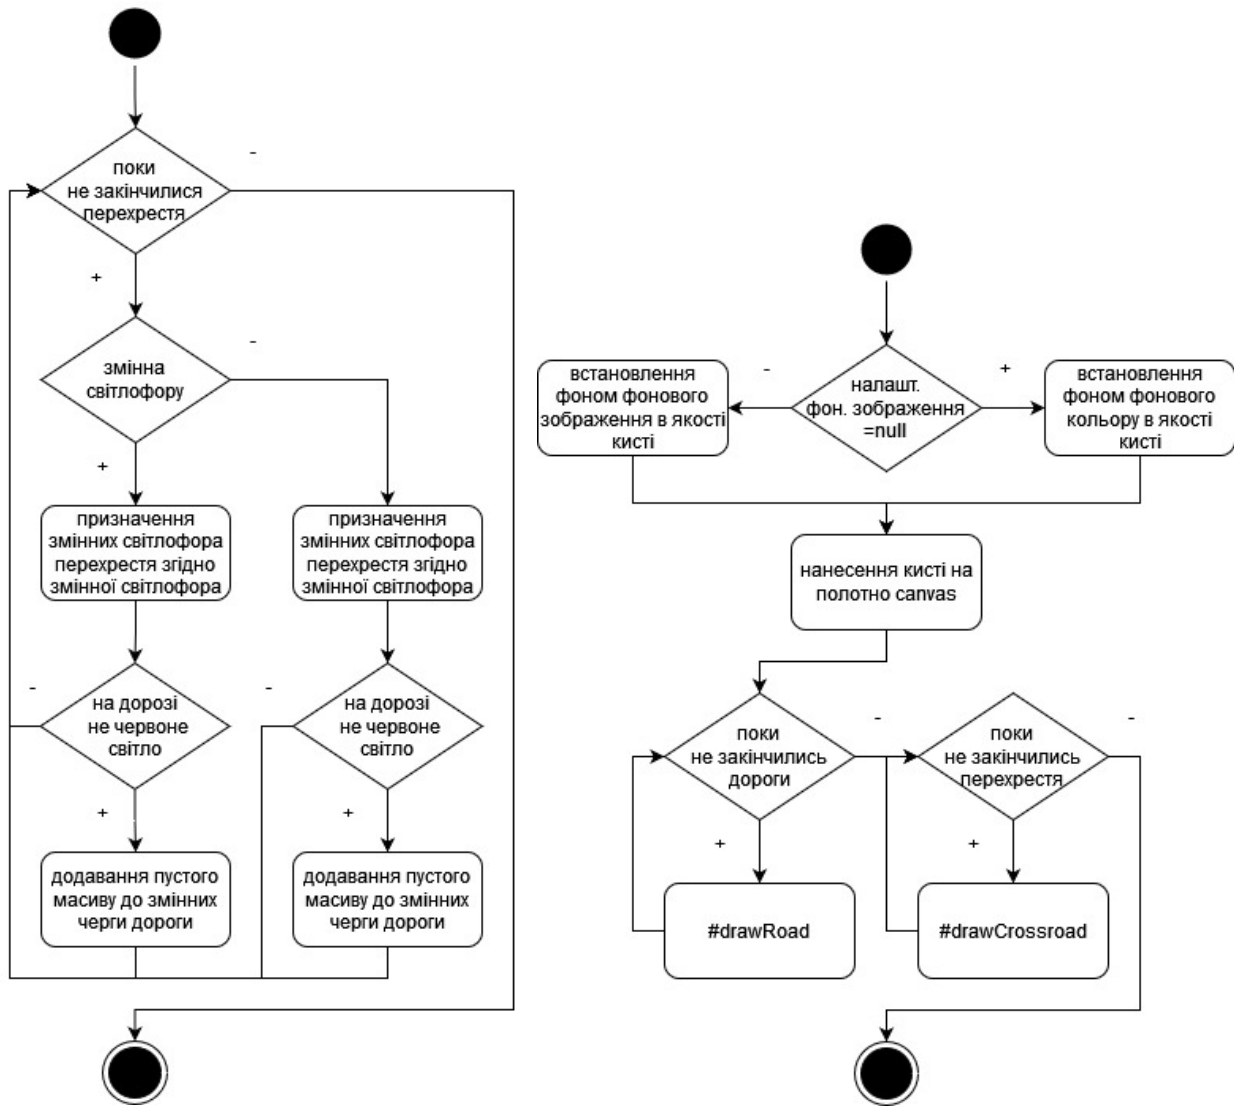 поки
не закінчилися
перехрестя
-
+
змінна
світлофору
-
+
призначення
змінних світлофора
перехрестя згідно
змінної світлофора
призначення
змінних світлофора
перехрестя згідно
змінної світлофора
-
на дорозі
не червоне
світло
-
на дорозі
не червоне
світло
+
+
додавання пустого
масиву до змінних
черги дороги
додавання пустого
масиву до змінних
черги дороги
встановлення
фоном фонового
зображення в якості
кисті
-
налашт.
фон. зображення
=null
+
встановлення
фоном фонового
кольору в якості
кисті
нанесення кисті на
полотно canvas
поки
не закінчились
дороги
-
поки
не закінчились
перехрестя
-
+
+
#drawRoad
#drawCrossroad